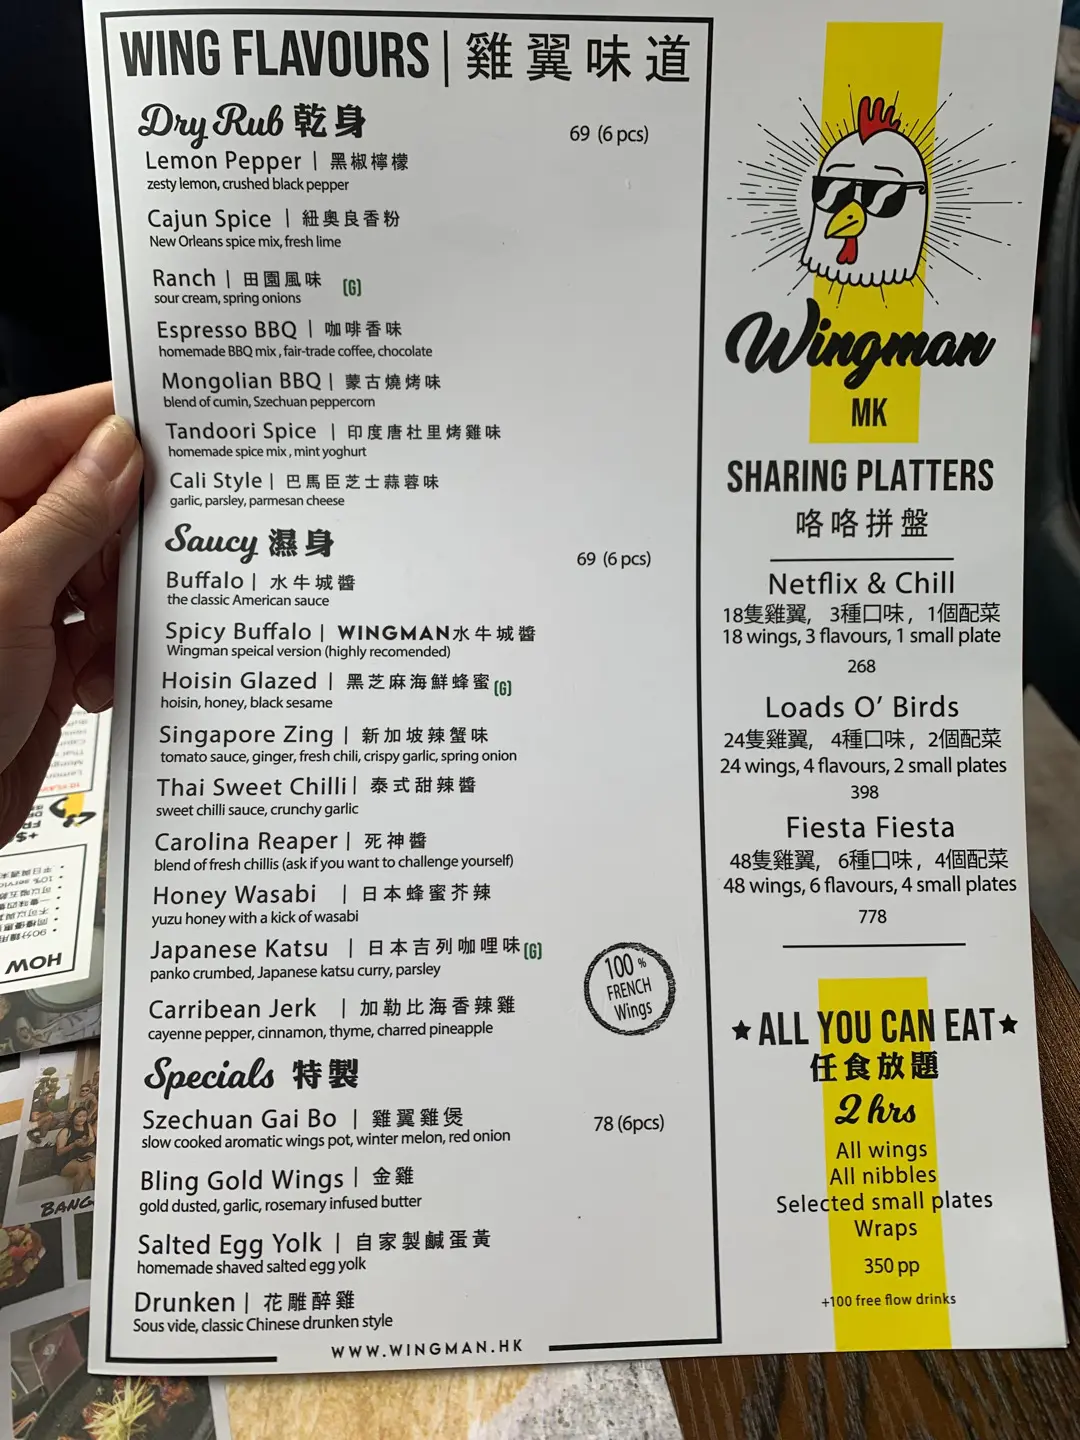 WING FLAVOURS | 雞翼味道
Dry Rub 乾身
69 (6 pcs)
Lemon Pepper | 黑椒檸檬
zesty lemon, crushed black pepper
Cajun Spice | 紐奧良香粉
New Orleans spice mix, fresh lime
Ranch | 田園風味 (G)
sour cream, spring onions
Espresso BBQ | 咖啡香味
homemade BBQ mix, fair-trade coffee, chocolate
Mongolian BBQ | 蒙古燒烤味
blend of cumin, Szechuan peppercorn
Tandoori Spice | 印度唐杜里烤雞味
homemade spice mix, mint yoghurt
Cali Style | 巴馬臣芝士蒜蓉味
garlic, parsley, parmesan cheese
Saucy 濕身
69 (6 pcs)
Buffalo | 水牛城醬
the classic American sauce
Spicy Buffalo | WINGMAN水牛城醬
Wingman speical version (highly recomended)
Hoisin Glazed | 黑芝麻海鮮蜂蜜 (G)
hoisin, honey, black sesame
Singapore Zing | 新加坡辣蟹味
tomato sauce, ginger, fresh chili, crispy garlic, spring onion
Thai Sweet Chilli | 泰式甜辣醬
sweet chilli sauce, crunchy garlic
Carolina Reaper | 死神醬
blend of fresh chillis (ask if you want to challenge yourself)
Honey Wasabi | 日本蜂蜜芥辣
yuzu honey with a kick of wasabi
Japanese Katsu | 日本吉列咖哩味 (G)
panko crumbed, Japanese katsu curry, parsley
Carribean Jerk | 加勒比海香辣雞
cayenne pepper, cinnamon, thyme, charred pineapple
100 %
FRENCH
Wings
Specials 特製
Szechuan Gai Bo | 雞翼雞煲
78 (6pcs)
slow cooked aromatic wings pot, winter melon, red onion
Bling Gold Wings | 金雞
gold dusted, garlic, rosemary infused butter
Salted Egg Yolk | 自家製鹹蛋黃
homemade shaved salted egg yolk
Drunken | 花雕醉雞
Sous vide, classic Chinese drunken style
WWW.WINGMAN.HK
Wingman
MK
SHARING PLATTERS
咯咯拼盤
Netflix & Chill
18隻雞翼, 3種口味, 1個配菜
18 wings, 3 flavours, 1 small plate
268
Loads O' Birds
24隻雞翼, 4種口味, 2個配菜
24 wings, 4 flavours, 2 small plates
398
Fiesta Fiesta
48隻雞翼, 6種口味, 4個配菜
48 wings, 6 flavours, 4 small plates
778
★ALL YOU CAN EAT★
任食放題
2 hrs
All wings
All nibbles
Selected small plates
Wraps
350 pp
+100 free flow drinks
HOW
BANG